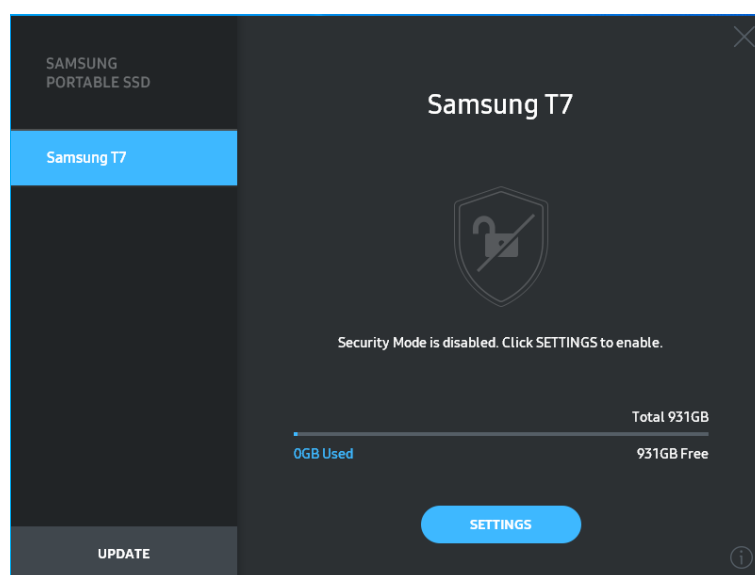 SAMSUNG
PORTABLE SSD
Samsung T7
Samsung T7
Security Mode is disabled. Click SETTINGS to enable.
Total 931GB
0GB Used
931GB Free
SETTINGS
UPDATE